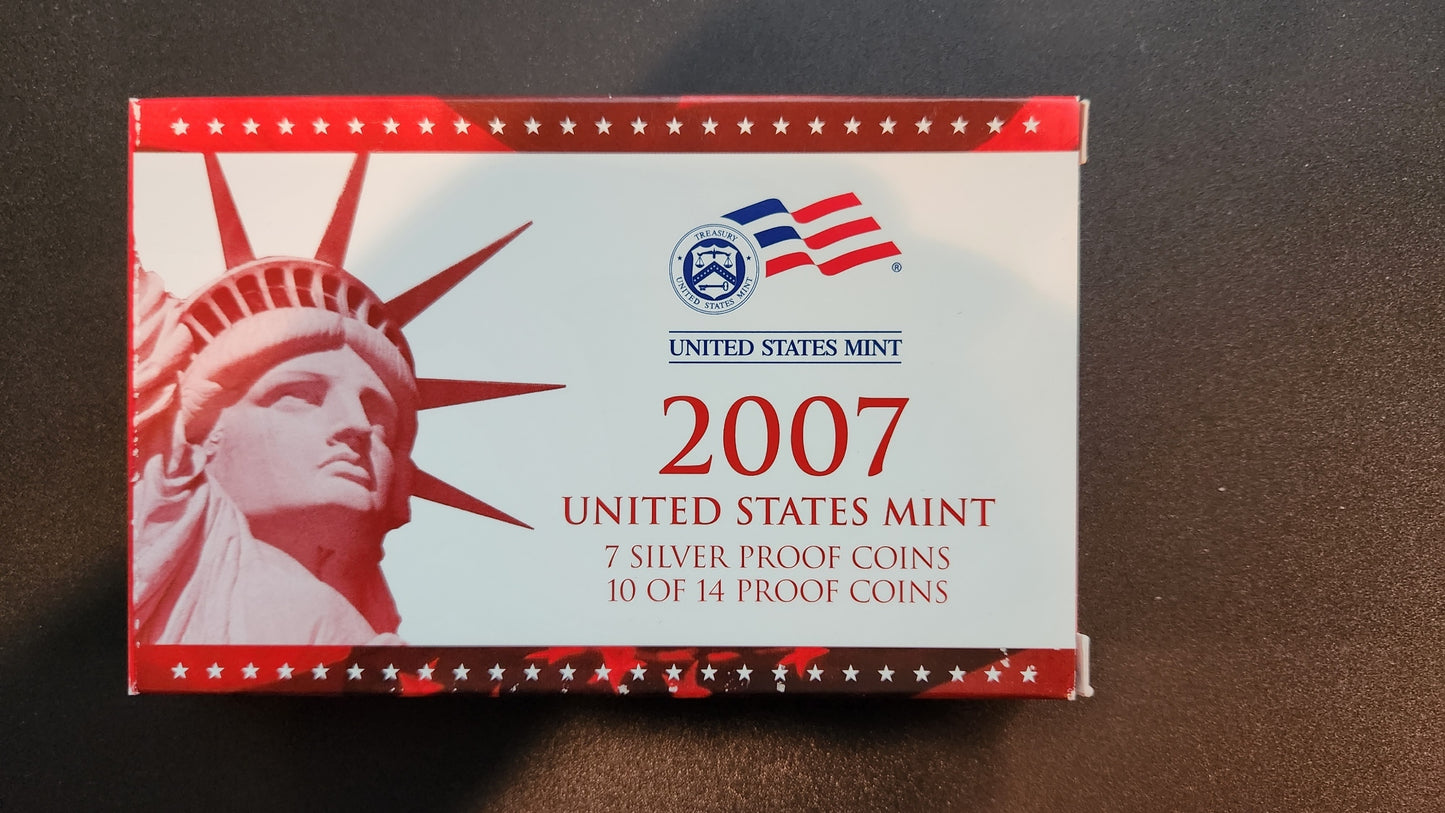 TREASURY
UNITED STATES MINT
®
UNITED STATES MINT
2007
UNITED STATES MINT
7 SILVER PROOF COINS
10 OF 14 PROOF COINS